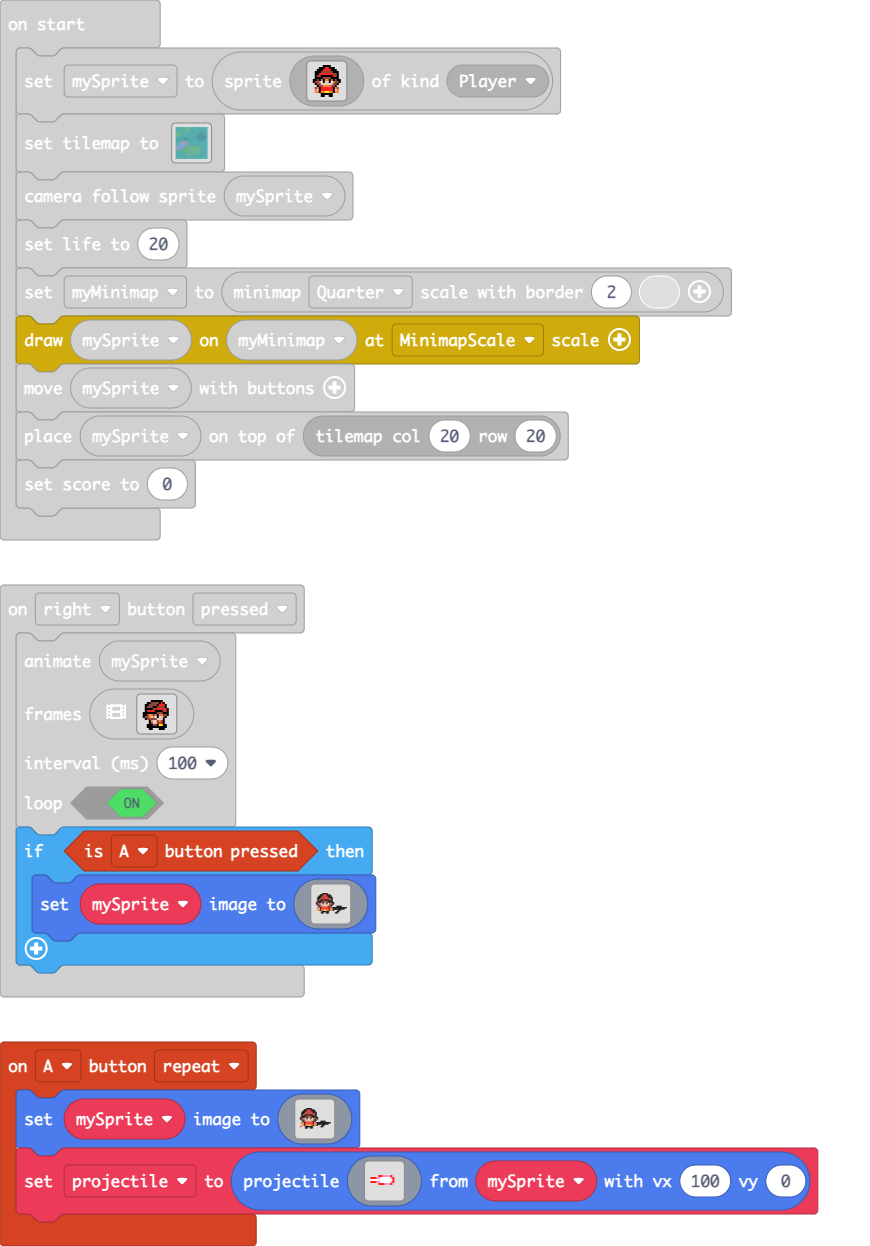 on start
set mySprite to sprite of kind Player
set tilemap to
camera follow sprite mySprite
set life to 20
set myMinimap to minimap Quarter scale with border 2
draw mySprite on myMinimap at MinimapScale scale
move mySprite with buttons
place mySprite on top of tilemap col 20 row 20
set score to 0
on right button pressed
animate mySprite
frames
interval (ms) 100
loop ON
if is A button pressed then
set mySprite image to
on A button repeat
set mySprite image to
set projectile to projectile from mySprite with vx 100 vy 0